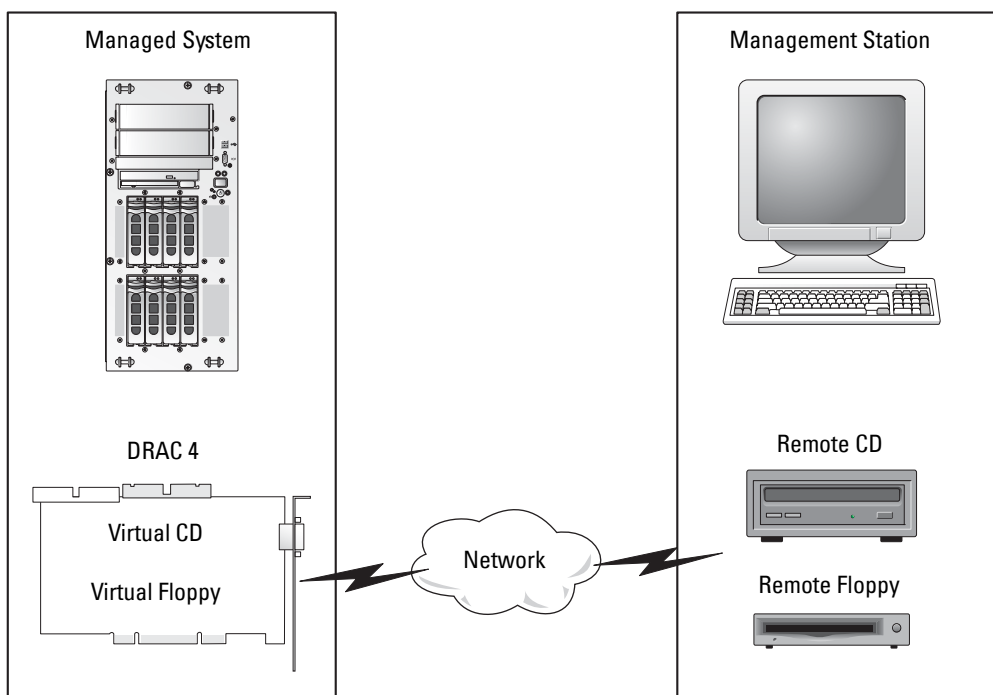 Managed System
Management Station
DRAC 4
Virtual CD
Virtual Floppy
Network
Remote CD
Remote Floppy